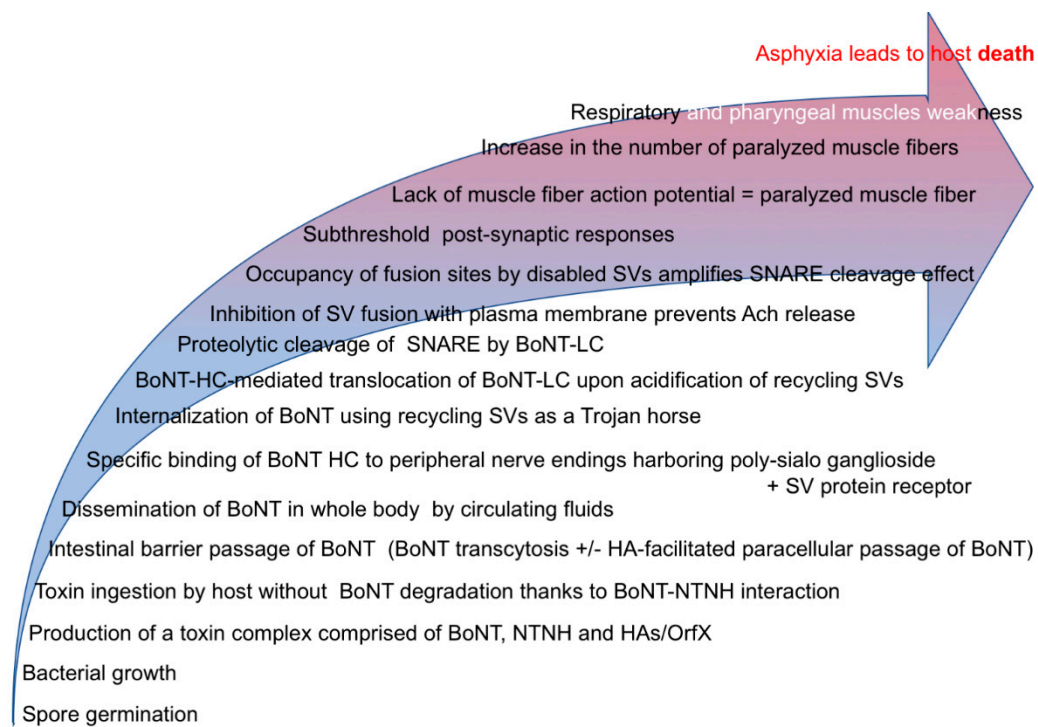 Asphyxia leads to host death
Respiratory and pharyngeal muscles weakness
Increase in the number of paralyzed muscle fibers
Lack of muscle fiber action potential = paralyzed muscle fiber
Subthreshold post-synaptic responses
Occupancy of fusion sites by disabled SVs amplifies SNARE cleavage effect
Inhibition of SV fusion with plasma membrane prevents Ach release
Proteolytic cleavage of SNARE by BoNT-LC
BoNT-HC-mediated translocation of BoNT-LC upon acidification of recycling SVs
Internalization of BoNT using recycling SVs as a Trojan horse
Specific binding of BoNT HC to peripheral nerve endings harboring poly-sialo ganglioside
+ SV protein receptor
Dissemination of BoNT in whole body by circulating fluids
Intestinal barrier passage of BoNT (BoNT transcytosis +/- HA-facilitated paracellular passage of BoNT)
Toxin ingestion by host without BoNT degradation thanks to BoNT-NTNH interaction
Production of a toxin complex comprised of BoNT, NTNH and HAs/OrfX
Bacterial growth
Spore germination